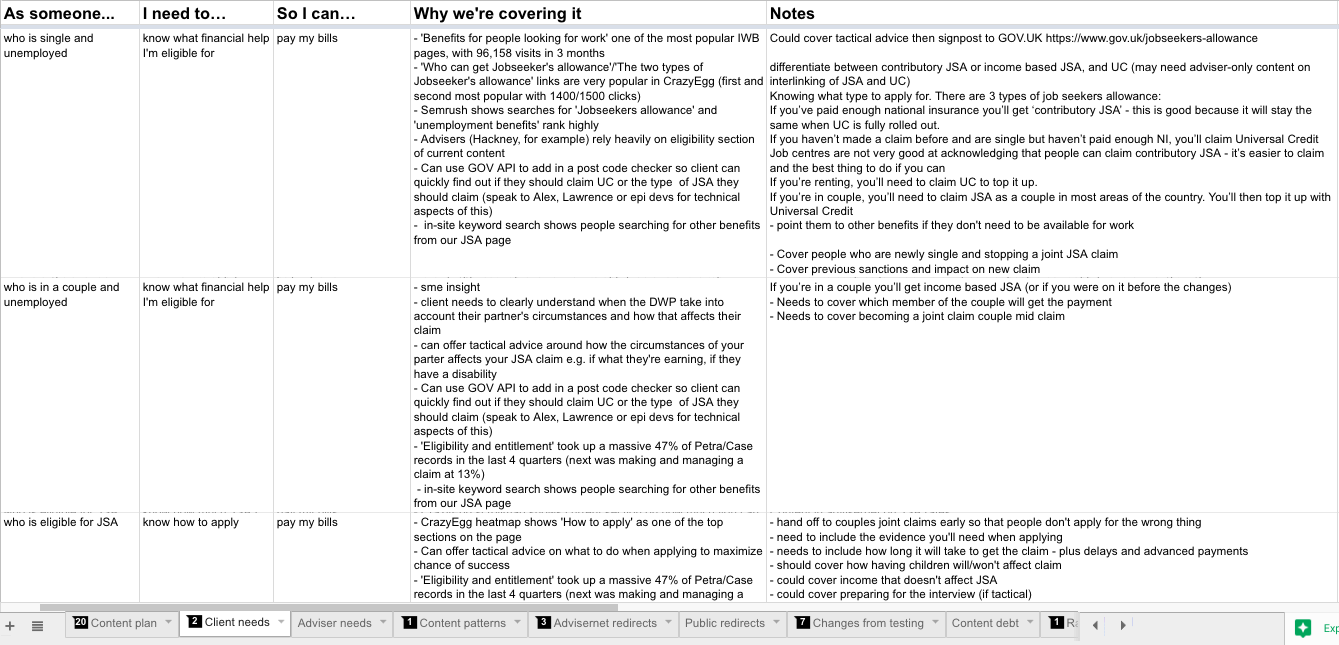 As someone... I need to… So I can… Why we're covering it Notes
who is single and
unemployed
know what financial help
I'm eligible for
pay my bills
- 'Benefits for people looking for work' one of the most popular IWB
pages, with 96,158 visits in 3 months
- 'Who can get Jobseeker's allowance'/'The two types of
Jobseeker's allowance' links are very popular in CrazyEgg (first and
second most popular with 1400/1500 clicks)
- Semrush shows searches for 'Jobseekers allowance' and
'unemployment benefits' rank highly
- Advisers (Hackney, for example) rely heavily on eligibility section
of current content
- Can use GOV API to add in a post code checker so client can
quickly find out if they should claim UC or the type  of JSA they
should claim (speak to Alex, Lawrence or epi devs for technical
aspects of this)
-  in-site keyword search shows people searching for other benefits
from our JSA page
Could cover tactical advice then signpost to GOV.UK https://www.gov.uk/jobseekers-allowance
differentiate between contributory JSA or income based JSA, and UC (may need adviser-only content on
interlinking of JSA and UC)
Knowing what type to apply for. There are 3 types of job seekers allowance:
If you've paid enough national insurance you'll get 'contributory JSA' - this is good because it will stay the
same when UC is fully rolled out.
If you haven't made a claim before and are single but haven't paid enough NI, you'll claim Universal Credit
Job centres are not very good at acknowledging that people can claim contributory JSA - it's easier to claim
and the best thing to do if you can
If you're renting, you'll need to claim UC to top it up.
If you're in couple, you'll need to claim JSA as a couple in most areas of the country. You'll then top it up with
Universal Credit
- point them to other benefits if they don't need to be available for work
- Cover people who are newly single and stopping a joint JSA claim
- Cover previous sanctions and impact on new claim
who is in a couple and
unemployed
know what financial help
I'm eligible for
pay my bills
- sme insight
- client needs to clearly understand when the DWP take into
account their partner's circumstances and how that affects their
claim
- can offer tactical advice around how the circumstances of your
parter affects your JSA claim e.g. if what they're earning, if they
have a disability
- Can use GOV API to add in a post code checker so client can
quickly find out if they should claim UC or the type  of JSA they
should claim (speak to Alex, Lawrence or epi devs for technical
aspects of this)
- 'Eligibility and entitlement' took up a massive 47% of Petra/Case
records in the last 4 quarters (next was making and managing a
claim at 13%)
- in-site keyword search shows people searching for other benefits
from our JSA page
If you're in a couple you'll get income based JSA (or if you were on it before the changes)
- Needs to cover which member of the couple will get the payment
- Needs to cover becoming a joint claim couple mid claim
who is eligible for JSA
know how to apply
pay my bills
- CrazyEgg heatmap shows 'How to apply' as one of the top
sections on the page
- Can offer tactical advice on what to do when applying to maximize
chance of success
- 'Eligibility and entitlement' took up a massive 47% of Petra/Case
records in the last 4 quarters (next was making and managing a
- hand off to couples joint claims early so that people don't apply for the wrong thing
- need to include the evidence you'll need when applying
- needs to include how long it will take to get the claim - plus delays and advanced payments
- should cover how having children will/won't affect claim
- could cover income that doesn't affect JSA
- could cover preparing for the interview (if tactical)
20 Content plan 2 Client needs Adviser needs 1 Content patterns 3 Advisernet redirects Public redirects 7 Changes from testing Content debt 1 Exp